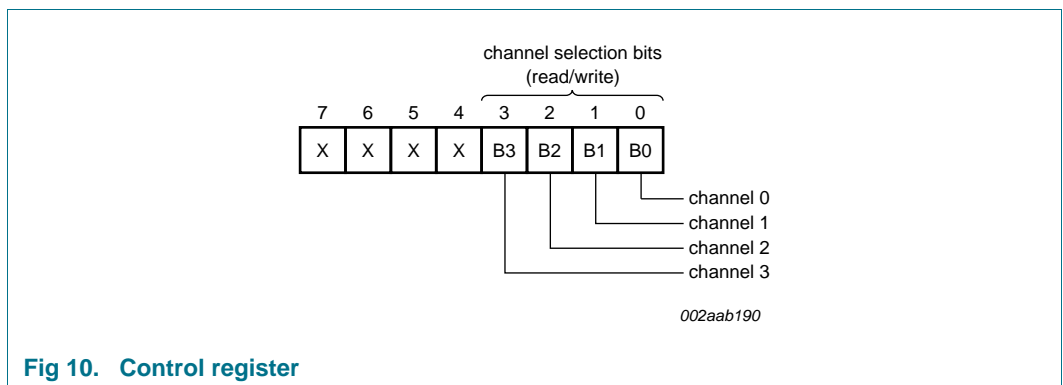 channel selection bits
(read/write)
7 6 5 4 3 2 1 0
X X X X B3 B2 B1 B0
channel 0
channel 1
channel 2
channel 3
002aab190
Fig 10. Control register